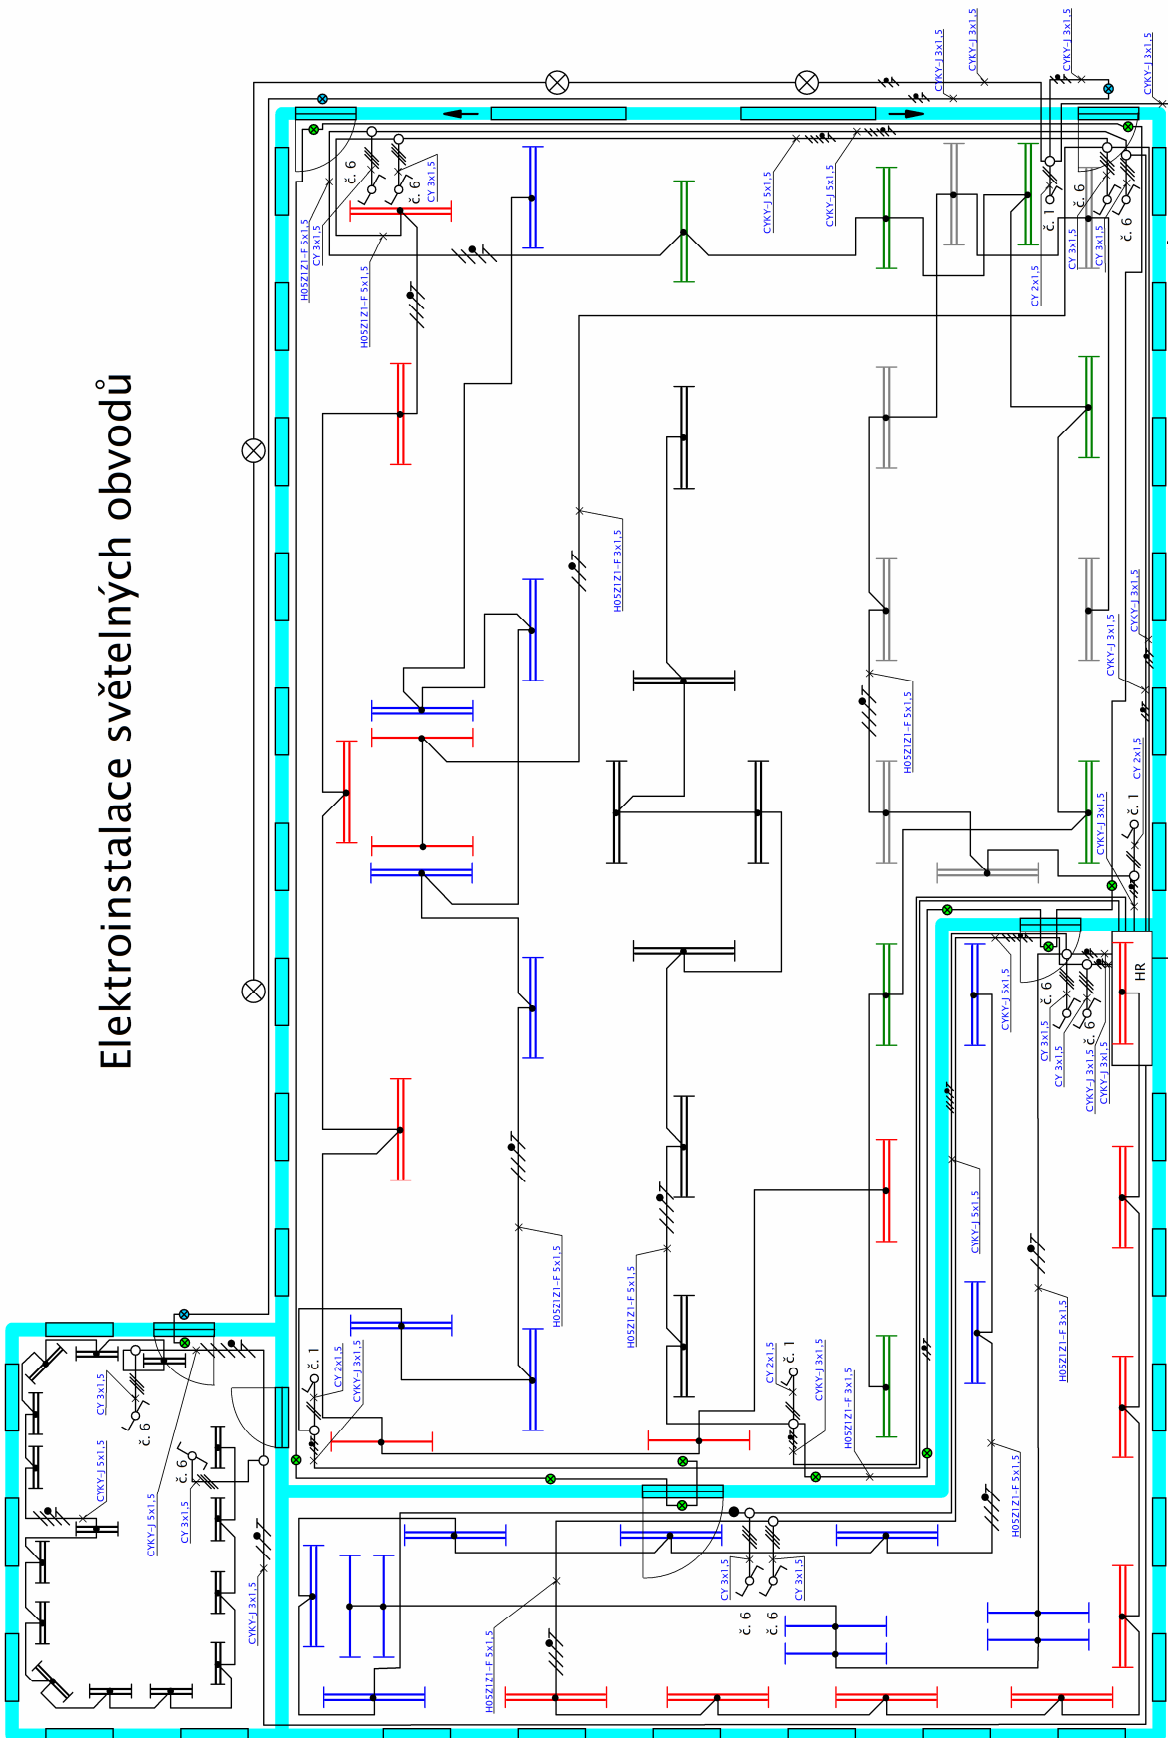 Elektroinstalace světelných obvodů
CYKY-J 3x1,5
CYKY-J 3x1,5
CYKY-J 3x1,5
CYKY-J 3x1,5
č. 6
č. 6
CY 3x1,5
H05Z1Z1-F 5x1,5
CY 3x1,5
H05Z1Z1-F 5x1,5
CYKY-J 5x1,5
CYKY-J 5x1,5
č. 1
č. 6
č. 6
CY 3x1,5
CY 3x1,5
CY 2x1,5
H05Z1Z1-F 3x1,5
H05Z1Z1-F 5x1,5
CYKY-J 3x1,5
CYKY-J 3x1,5
CY 2x1,5
č. 1
CYKY-J 3x1,5
HR
CYKY-J 5x1,5
č. 6
č. 6
CY 3x1,5
CY 3x1,5
CYKY-J 3x1,5
CYKY-J 3x1,5
CYKY-J 5x1,5
H05Z1Z1-F 5x1,5
H05Z1Z1-F 5x1,5
H05Z1Z1-F 3x1,5
č. 1
CY 2x1,5
CYKY-J 3x1,5
CY 2x1,5
č. 1
CYKY-J 3x1,5
H05Z1Z1-F 3x1,5
CY 3x1,5
č. 6
CYKY-J 5x1,5
č. 6
CYKY-J 5x1,5
CY 3x1,5
CYKY-J 3x1,5
H05Z1Z1-F 5x1,5
CY 3x1,5
CY 3x1,5
č. 6
č. 6
H05Z1Z1-F 5x1,5